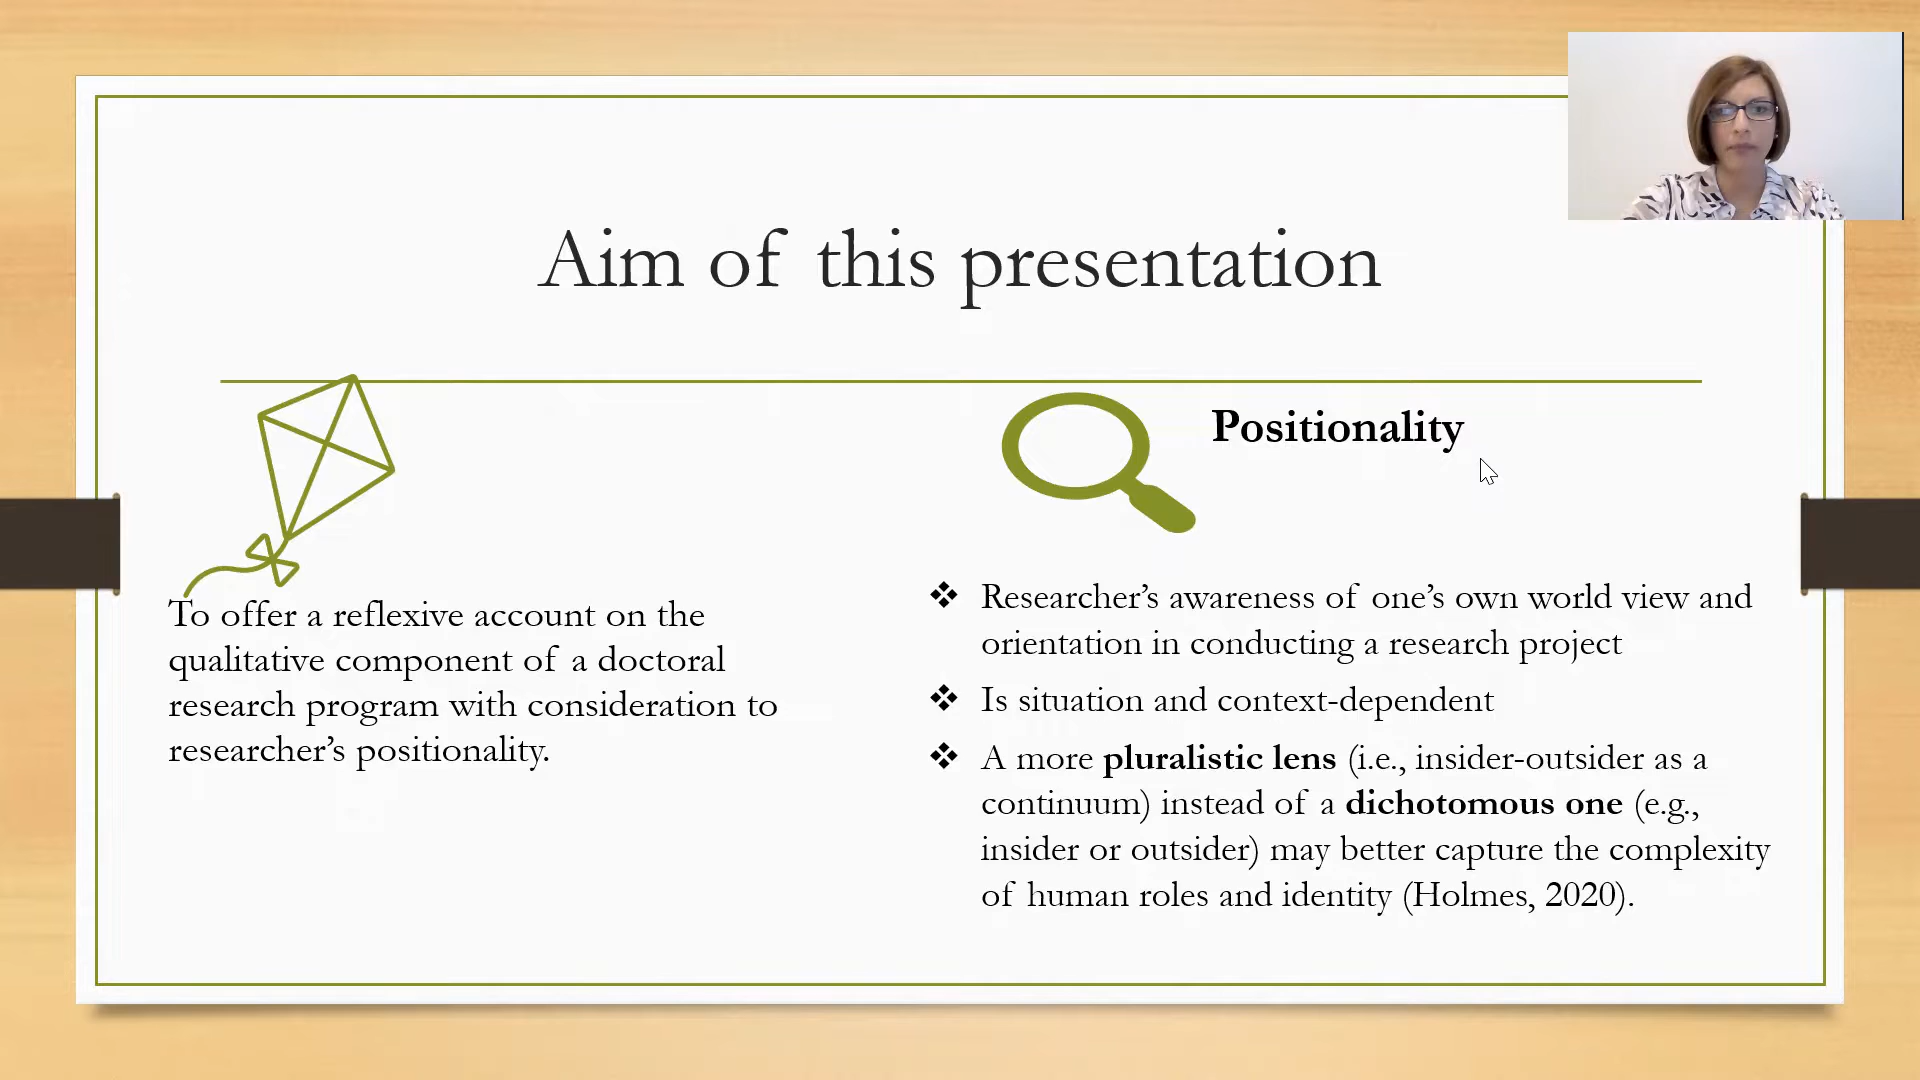 Aim of this presentation
To offer a reflexive account on the
qualitative component of a doctoral
research program with consideration to
researcher’s positionality.
Positionality
❖ Researcher’s awareness of one’s own world view and
orientation in conducting a research project
❖ Is situation and context-dependent
❖ A more pluralistic lens (i.e., insider-outsider as a
continuum) instead of a dichotomous one (e.g.,
insider or outsider) may better capture the complexity
of human roles and identity (Holmes, 2020).